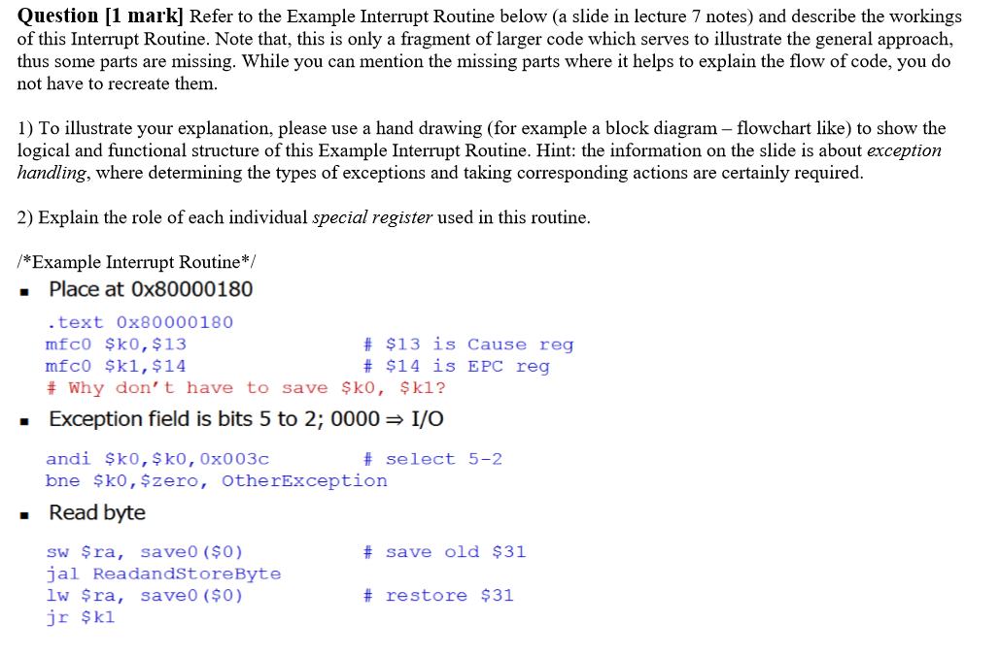 Question [1 mark] Refer to the Example Interrupt Routine below (a slide in lecture 7 notes) and describe the workings
of this Interrupt Routine. Note that, this is only a fragment of larger code which serves to illustrate the general approach,
thus some parts are missing. While you can mention the missing parts where it helps to explain the flow of code, you do
not have to recreate them.
1) To illustrate your explanation, please use a hand drawing (for example a block diagram – flowchart like) to show the
logical and functional structure of this Example Interrupt Routine. Hint: the information on the slide is about exception
handling, where determining the types of exceptions and taking corresponding actions are certainly required.
2) Explain the role of each individual special register used in this routine.
/*Example Interrupt Routine*/
▪ Place at 0x80000180
.text 0x80000180
mfc0 $k0,$13 # $13 is Cause reg
mfc0 $k1,$14 # $14 is EPC reg
# Why don’t have to save $k0, $k1?
▪ Exception field is bits 5 to 2; 0000 ⇒ I/O
andi $k0,$k0,0x003c # select 5-2
bne $k0,$zero, OtherException
▪ Read byte
sw $ra, save0($0) # save old $31
jal ReadandStoreByte
lw $ra, save0($0) # restore $31
jr $k1